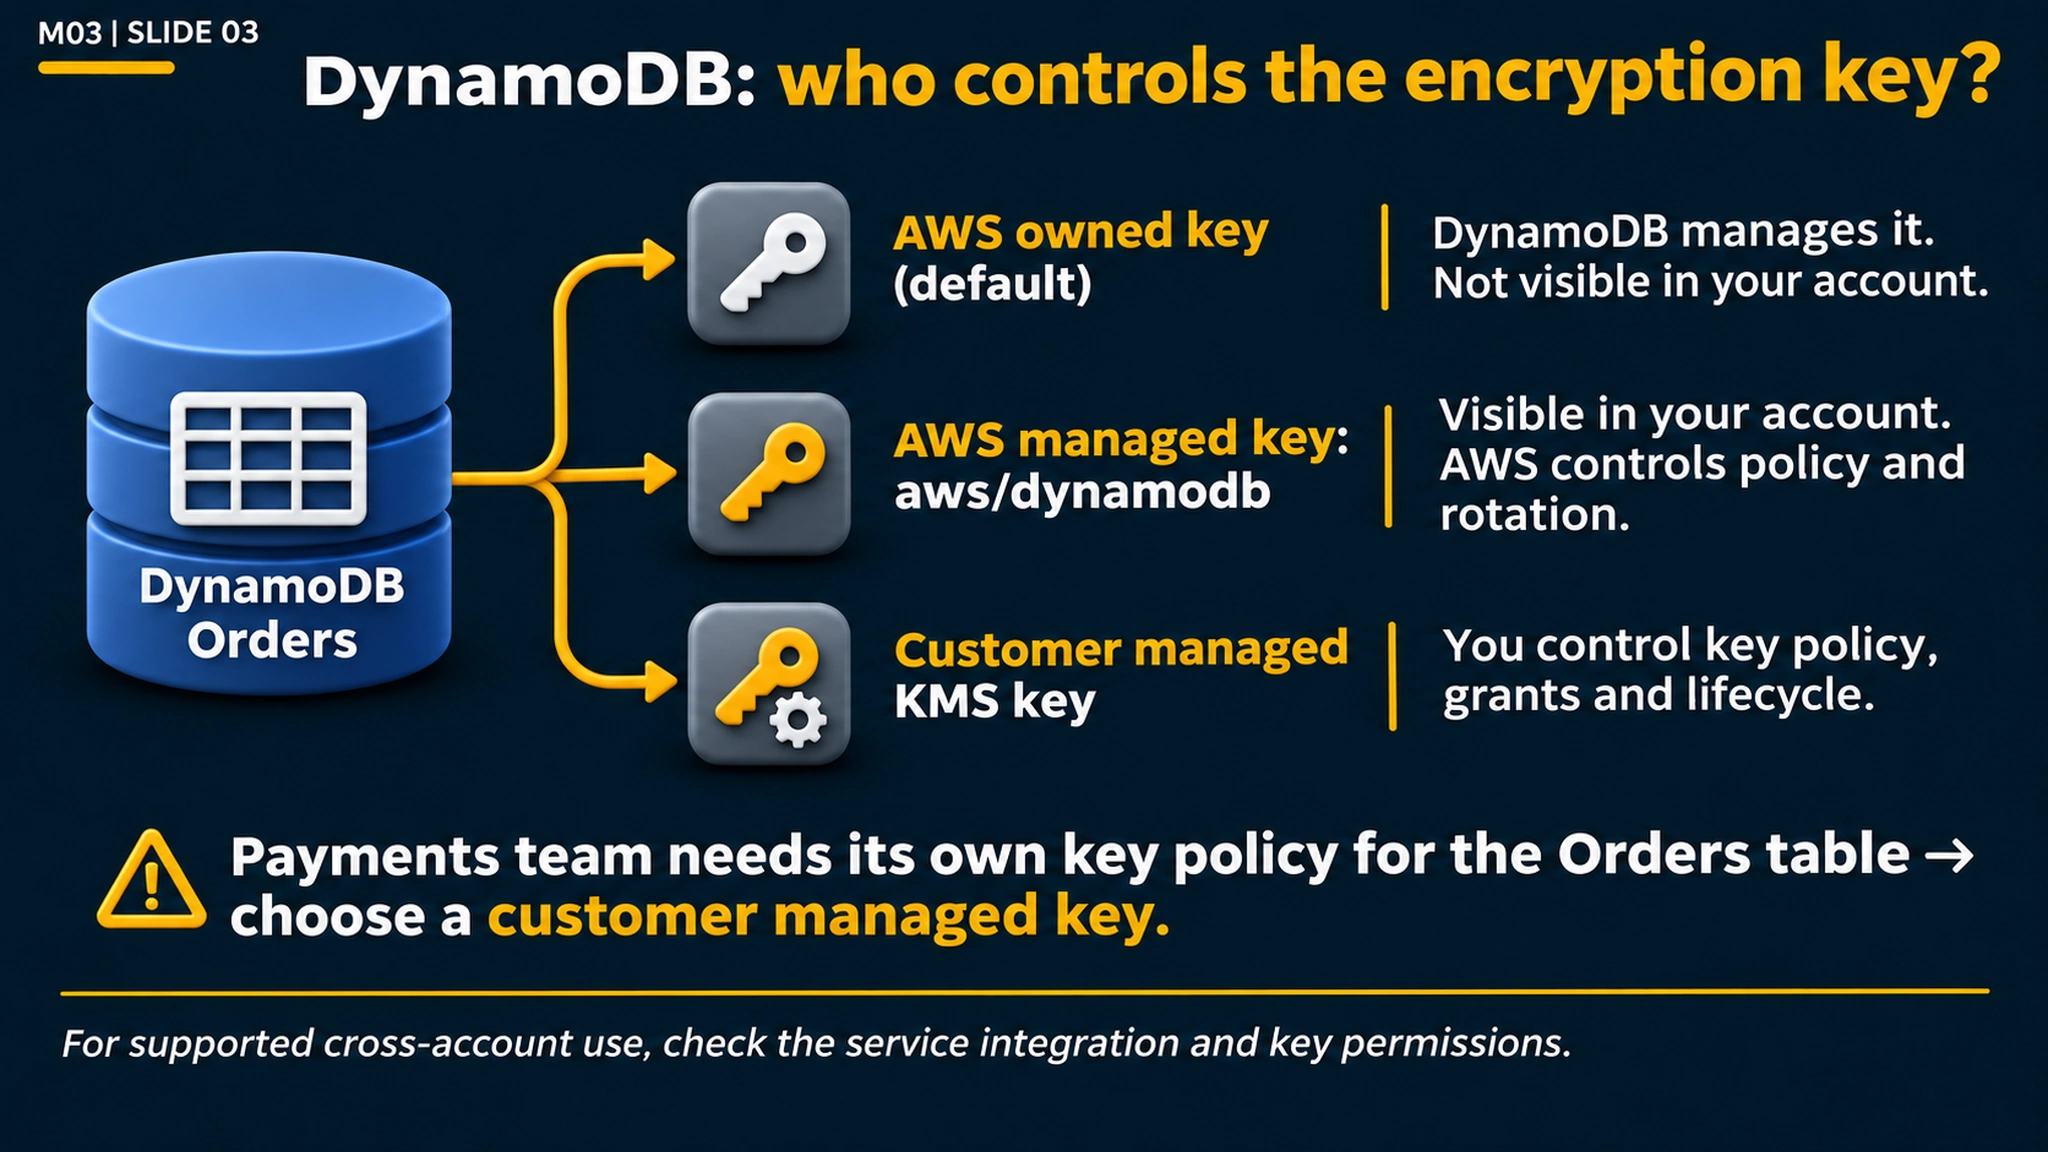 M03 | SLIDE 03
DynamoDB: who controls the encryption key?
DynamoDB
Orders
AWS owned key
(default)
DynamoDB manages it.
Not visible in your account.
AWS managed key:
aws/dynamodb
Visible in your account.
AWS controls policy and
rotation.
Customer managed
KMS key
You control key policy,
grants and lifecycle.
Payments team needs its own key policy for the Orders table →
choose a customer managed key.
For supported cross-account use, check the service integration and key permissions.